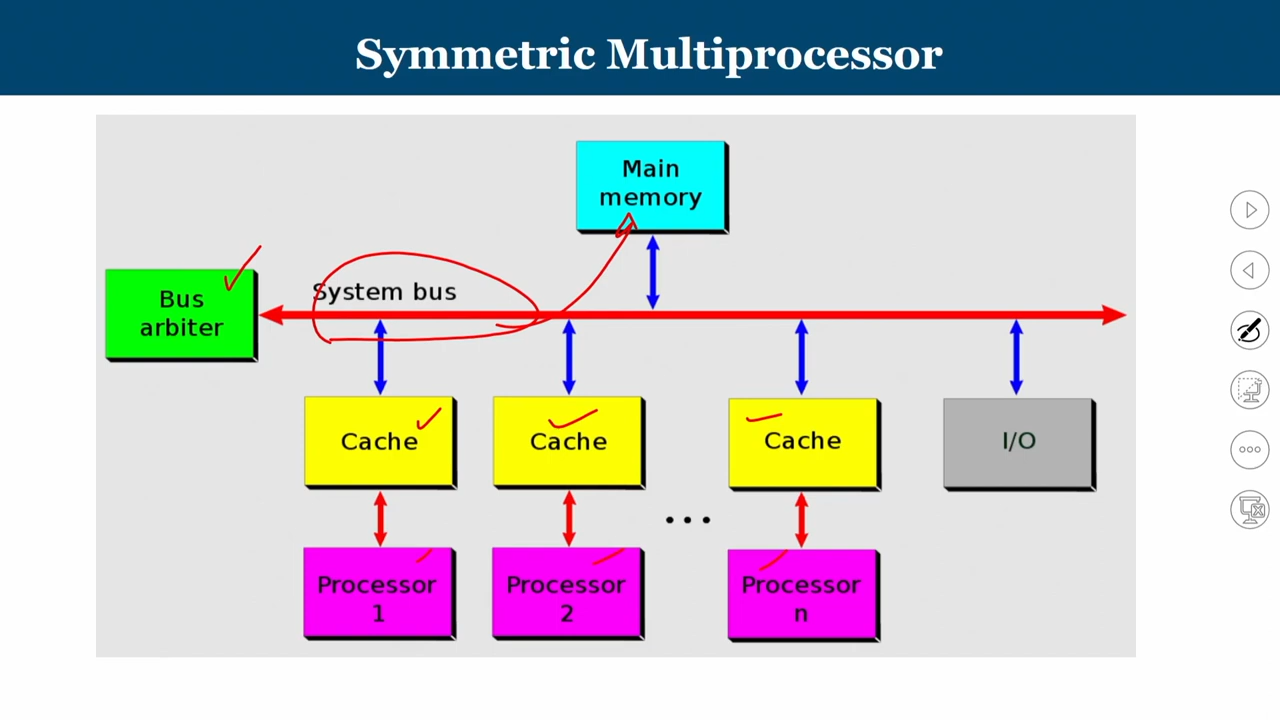 Symmetric Multiprocessor
Main
memory
Bus
arbiter
System bus
Cache
Cache
Cache
I/O
...
Processor
1
Processor
2
Processor
n